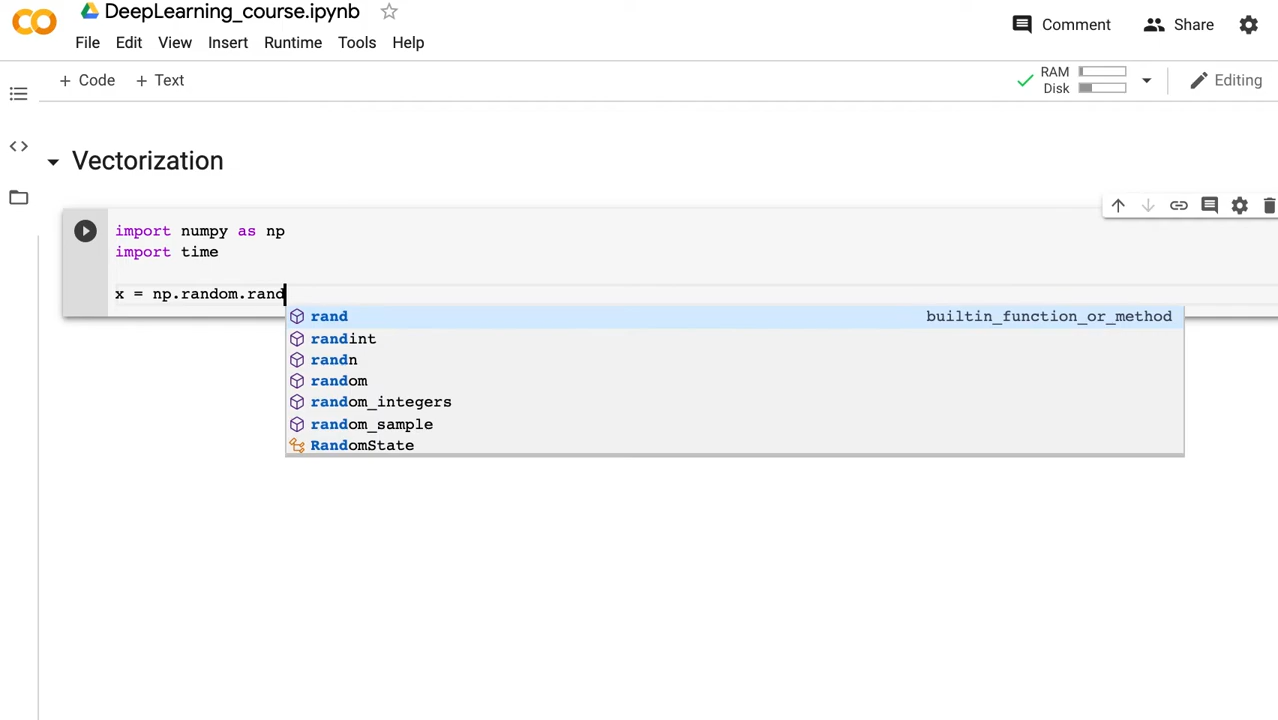 DeepLearning_course.ipynb
File Edit View Insert Runtime Tools Help
Comment Share
+ Code + Text
RAM
Disk
Editing
Vectorization
import numpy as np
import time
x = np.random.rand
rand builtin_function_or_method
randint
randn
random
random_integers
random_sample
RandomState